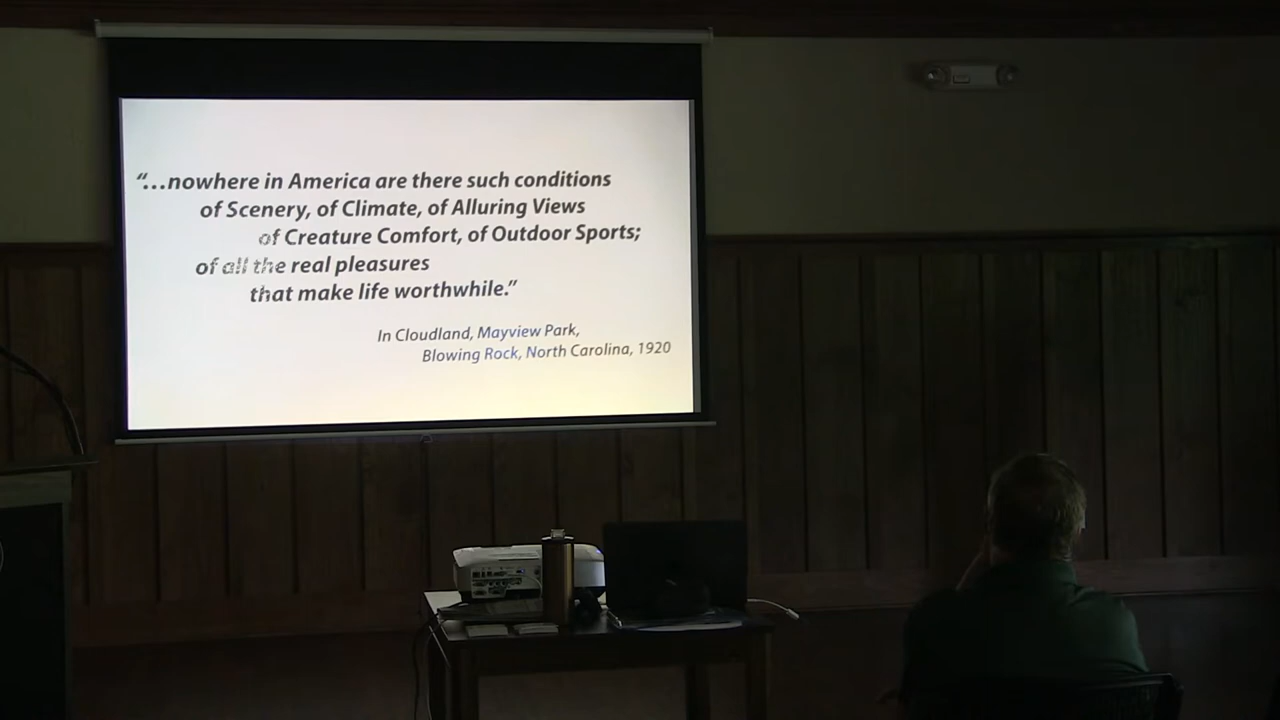 “…nowhere in America are there such conditions
of Scenery, of Climate, of Alluring Views
of Creature Comfort, of Outdoor Sports;
of all the real pleasures
that make life worthwhile.”
In Cloudland, Mayview Park,
Blowing Rock, North Carolina, 1920